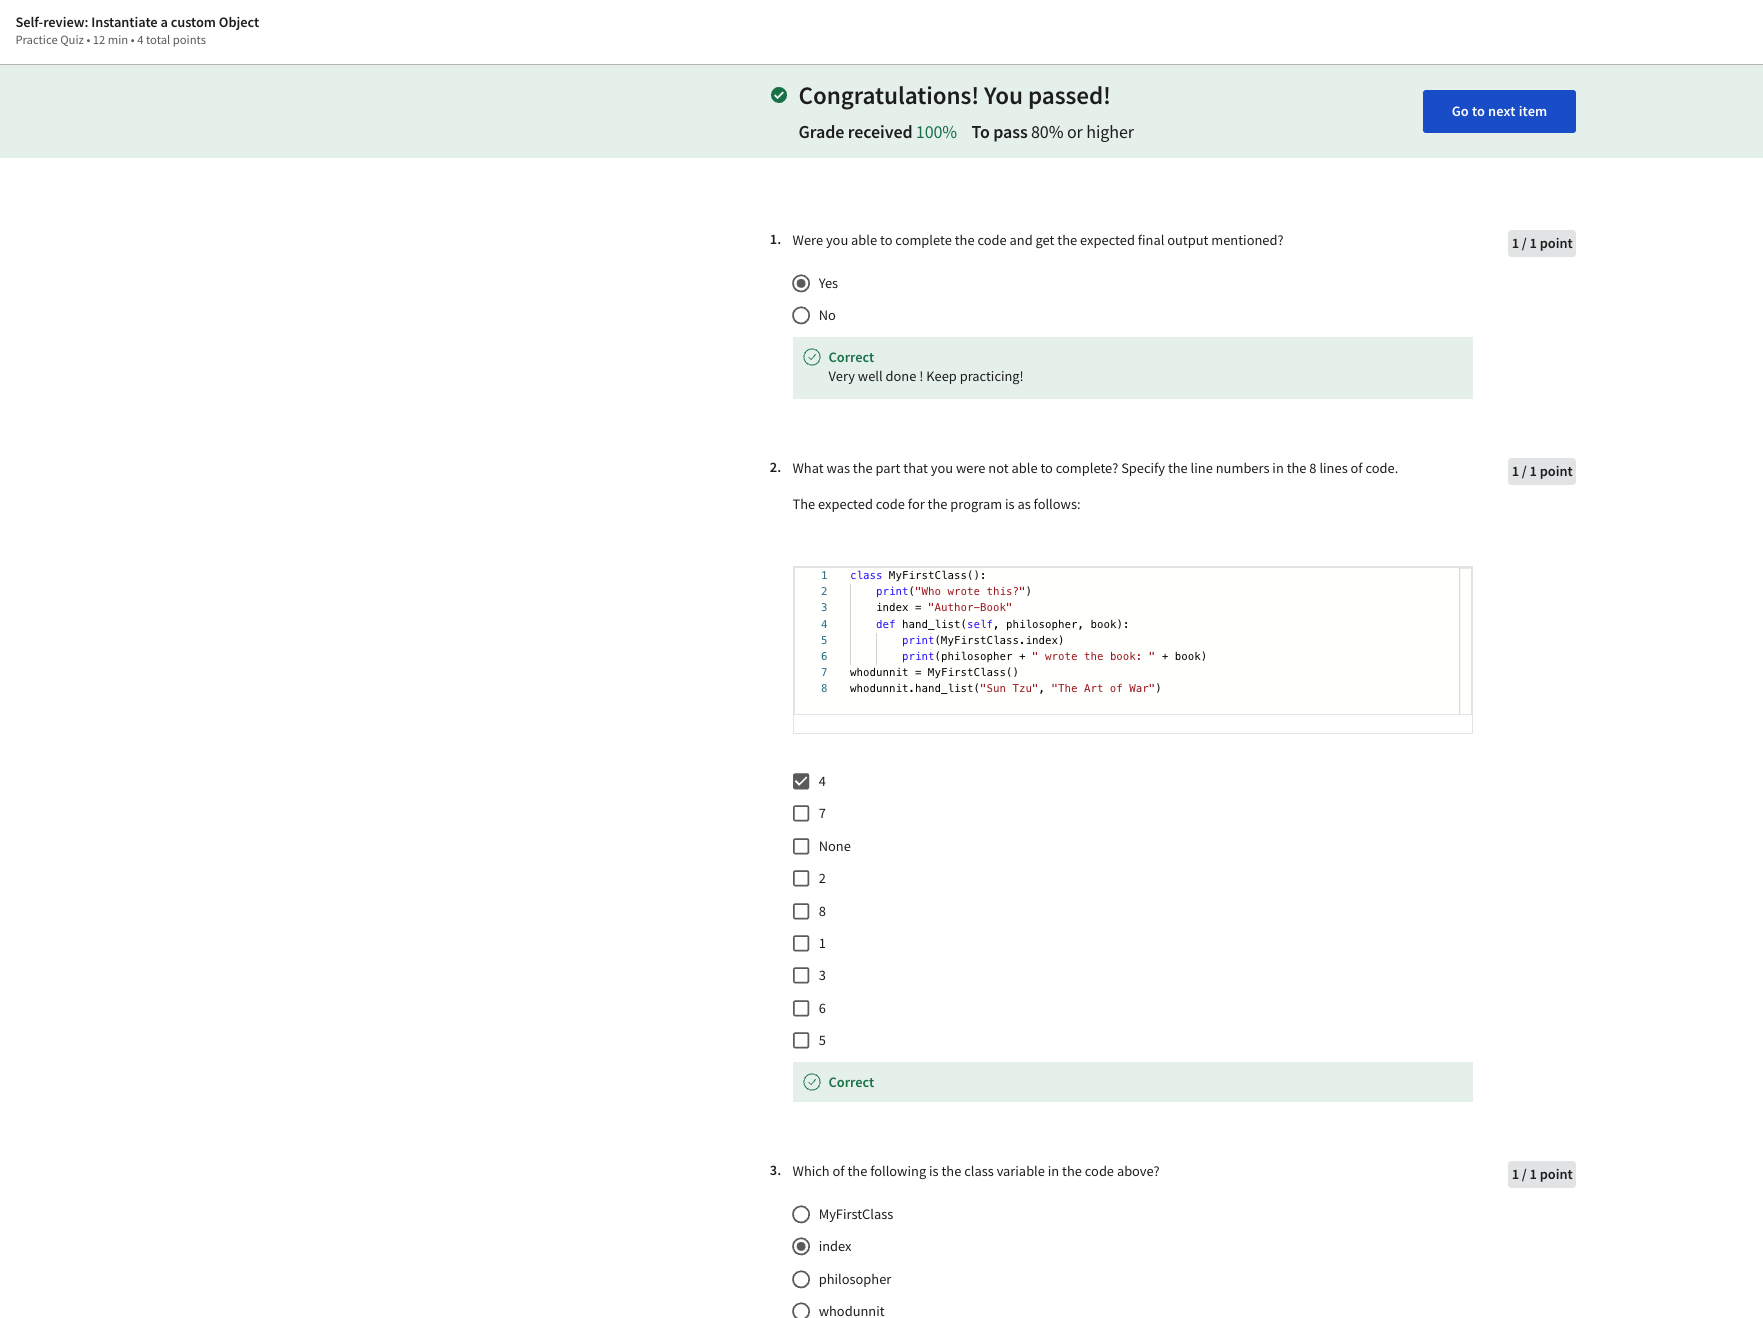 Self-review: Instantiate a custom Object
Practice Quiz • 12 min • 4 total points
Congratulations! You passed!
Grade received 100% To pass 80% or higher
Go to next item
1. Were you able to complete the code and get the expected final output mentioned?
1 / 1 point
Yes
No
Correct
Very well done ! Keep practicing!
2. What was the part that you were not able to complete? Specify the line numbers in the 8 lines of code.
1 / 1 point
The expected code for the program is as follows:
1 class MyFirstClass():
2     print("Who wrote this?")
3     index = "Author-Book"
4     def hand_list(self, philosopher, book):
5         print(MyFirstClass.index)
6         print(philosopher + " wrote the book: " + book)
7 whodunnit = MyFirstClass()
8 whodunnit.hand_list("Sun Tzu", "The Art of War")
4
7
None
2
8
1
3
6
5
Correct
3. Which of the following is the class variable in the code above?
1 / 1 point
MyFirstClass
index
philosopher
whodunnit